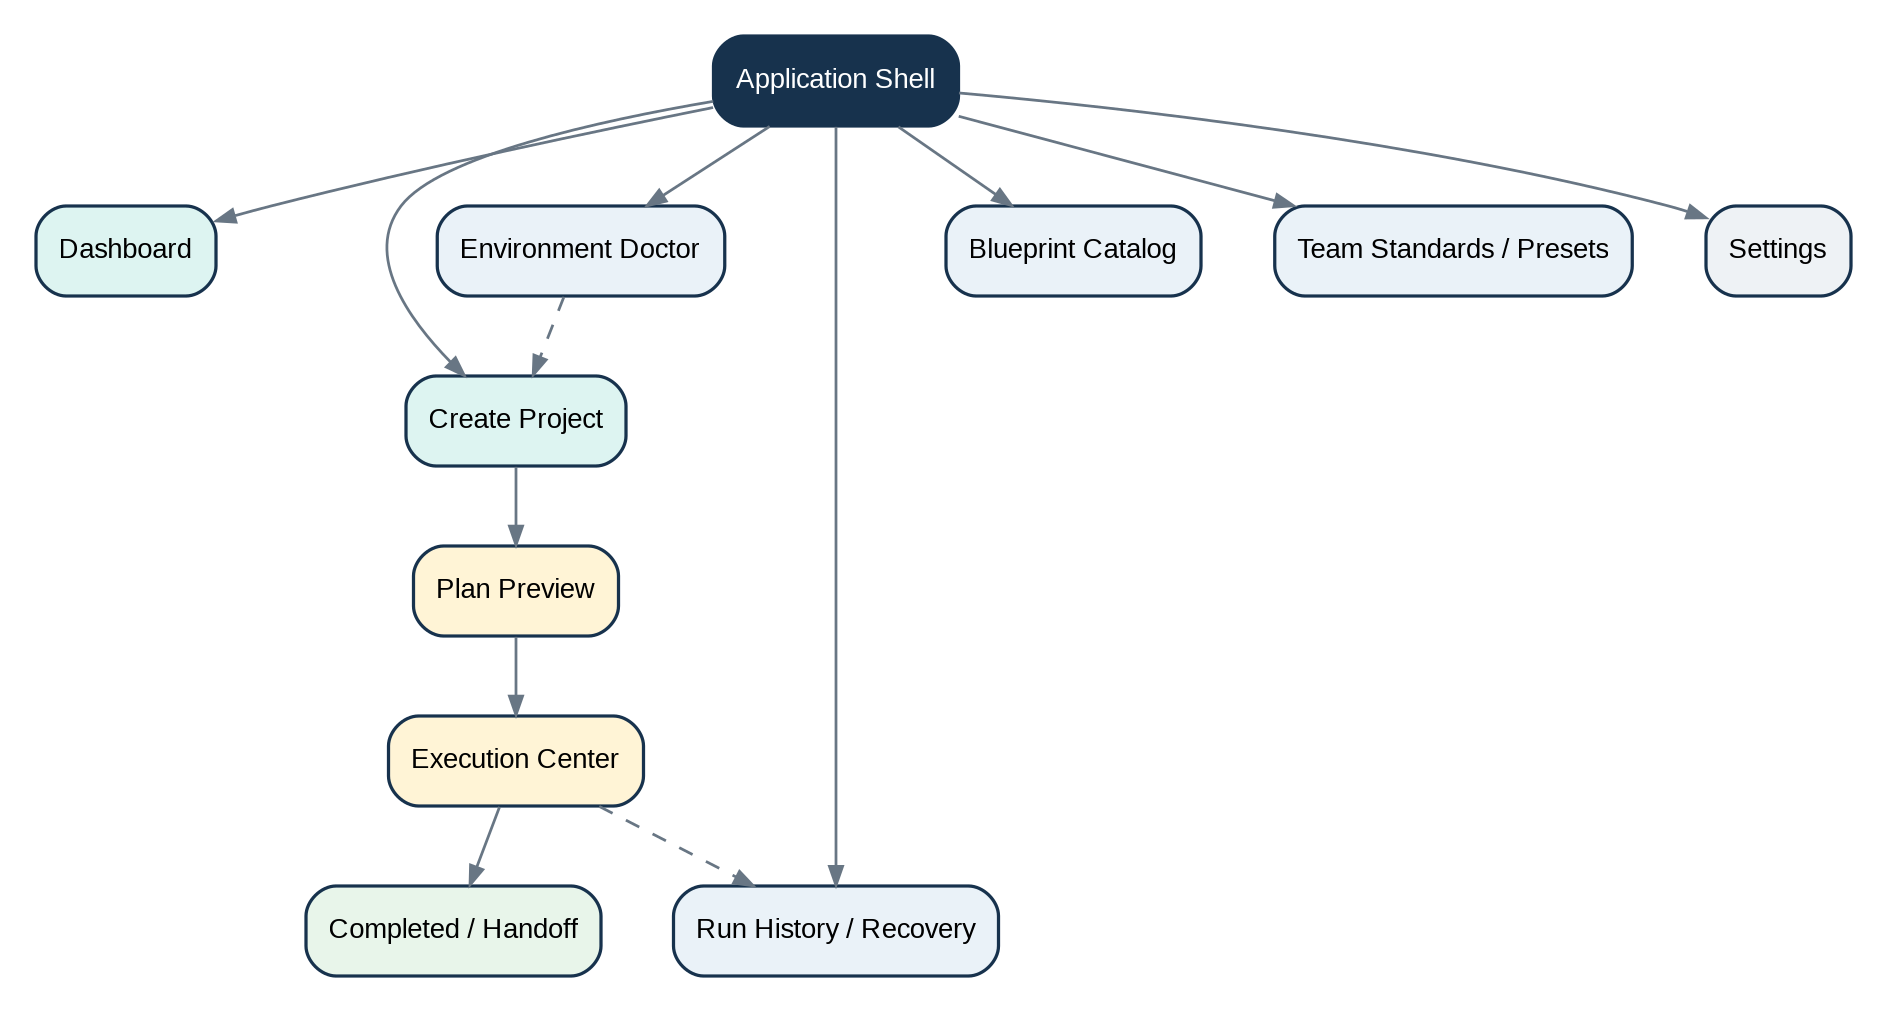 Application Shell
Dashboard
Environment Doctor
Blueprint Catalog
Team Standards / Presets
Settings
Create Project
Plan Preview
Execution Center
Completed / Handoff
Run History / Recovery